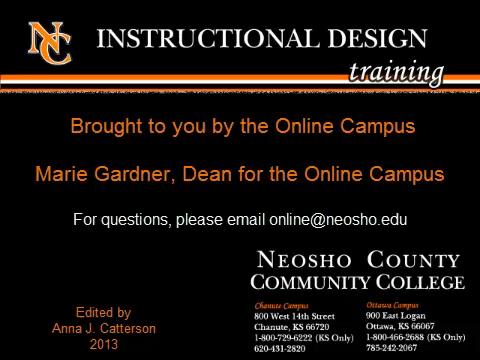 NC INSTRUCTIONAL DESIGN
training
Brought to you by the Online Campus
Marie Gardner, Dean for the Online Campus
For questions, please email online@neosho.edu
NEOSHO COUNTY
COMMUNITY COLLEGE
Chanute Campus
800 West 14th Street
Chanute, KS 66720
1-800-729-6222 (KS Only)
620-431-2820
Ottawa Campus
900 East Logan
Ottawa, KS 66067
1-800-466-2688 (KS Only)
785-242-2067
Edited by
Anna J. Catterson
2013